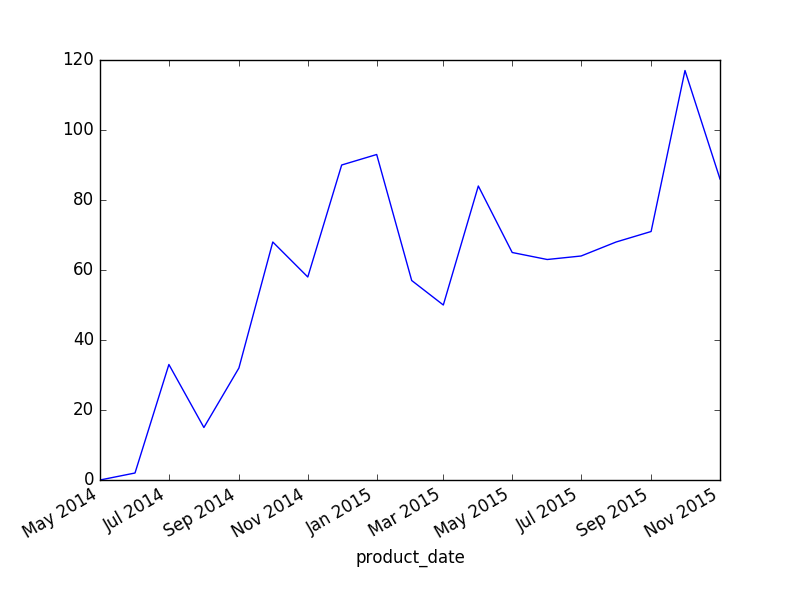 120
100
80
60
40
20
0
May 2014
Jul 2014
Sep 2014
Nov 2014
Jan 2015
Mar 2015
May 2015
Jul 2015
Sep 2015
Nov 2015
product_date